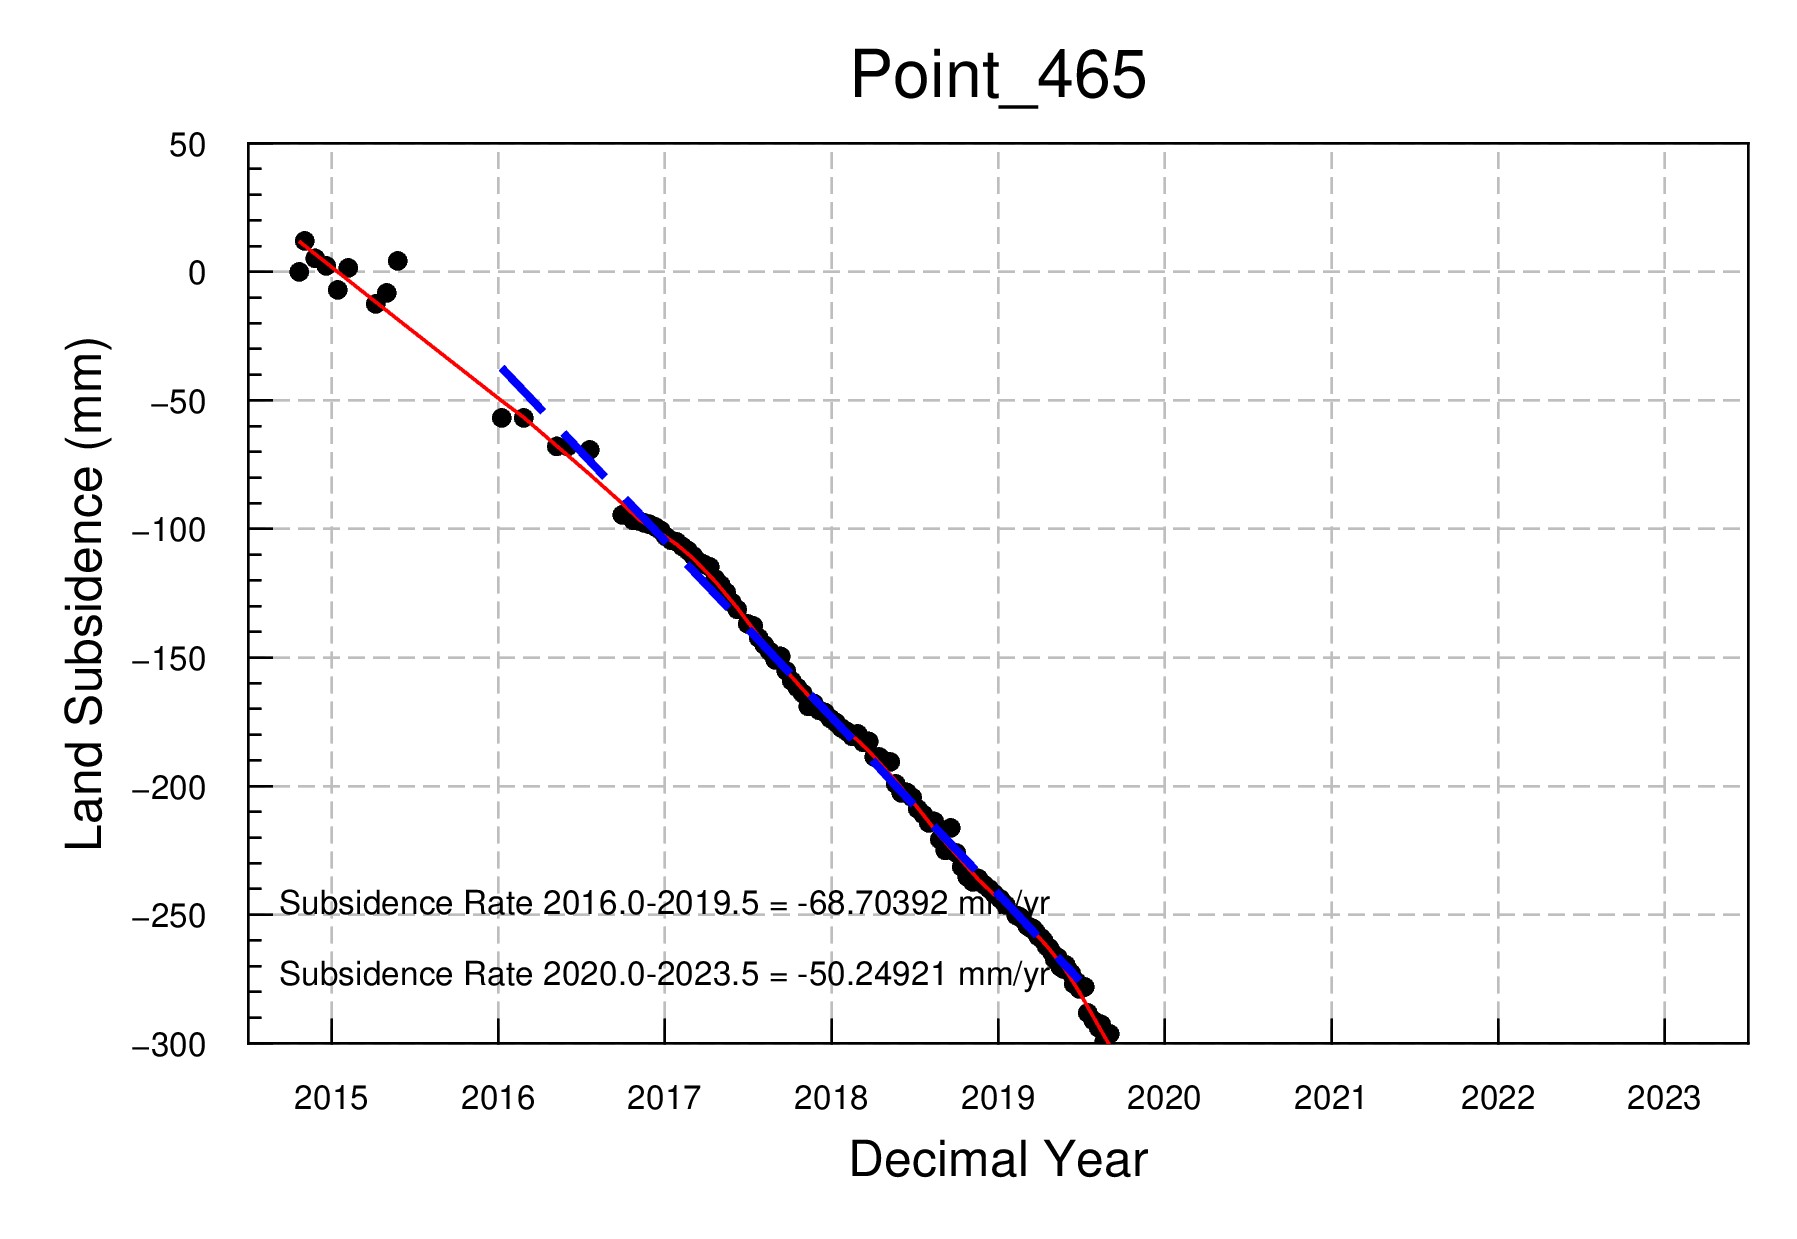 Point_465
50
0
−50
−100
−150
−200
−250
−300
Land Subsidence (mm)
Subsidence Rate 2016.0-2019.5 = -68.70392 mm/yr
Subsidence Rate 2020.0-2023.5 = -50.24921 mm/yr
2015 2016 2017 2018 2019 2020 2021 2022 2023
Decimal Year